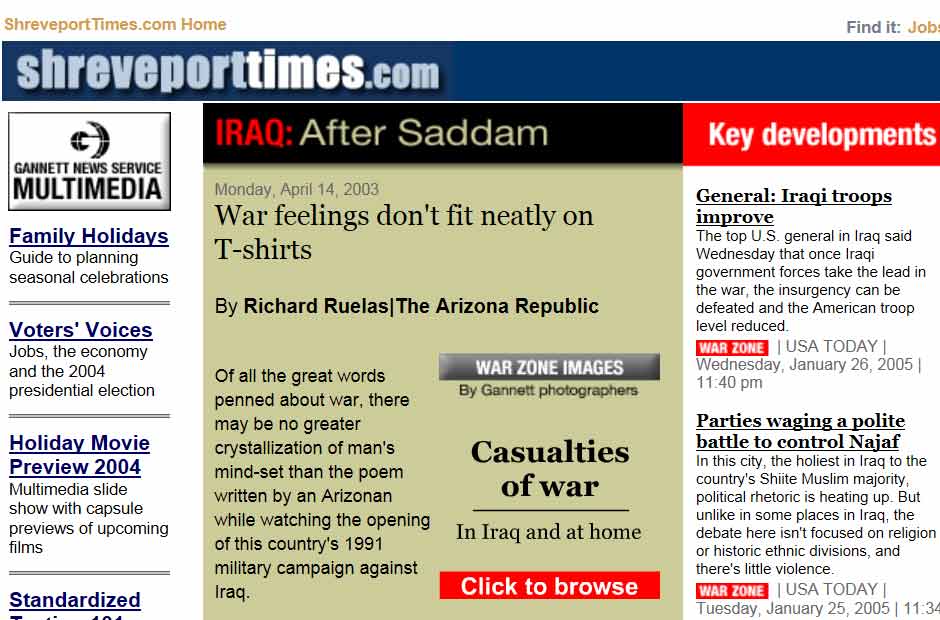 ShreveportTimes.com Home
Find it: Jobs
shreveporttimes.com
GANNETT NEWS SERVICE
MULTIMEDIA
Family Holidays
Guide to planning
seasonal celebrations
Voters' Voices
Jobs, the economy
and the 2004
presidential election
Holiday Movie
Preview 2004
Multimedia slide
show with capsule
previews of upcoming
films
Standardized
IRAQ: After Saddam
Monday, April 14, 2003
War feelings don't fit neatly on
T-shirts
By Richard Ruelas|The Arizona Republic
Of all the great words
penned about war, there
may be no greater
crystallization of man's
mind-set than the poem
written by an Arizonan
while watching the opening
of this country's 1991
military campaign against
Iraq.
WAR ZONE IMAGES
By Gannett photographers
Casualties
of war
In Iraq and at home
Click to browse
Key developments
General: Iraqi troops
improve
The top U.S. general in Iraq said
Wednesday that once Iraqi
government forces take the lead in
the war, the insurgency can be
defeated and the American troop
level reduced.
WAR ZONE | USA TODAY |
Wednesday, January 26, 2005 |
11:40 pm
Parties waging a polite
battle to control Najaf
In this city, the holiest in Iraq to the
country's Shiite Muslim majority,
political rhetoric is heating up. But
unlike in some places in Iraq, the
debate here isn't focused on religion
or historic ethnic divisions, and
there's little violence.
WAR ZONE | USA TODAY |
Tuesday, January 25, 2005 | 11:34